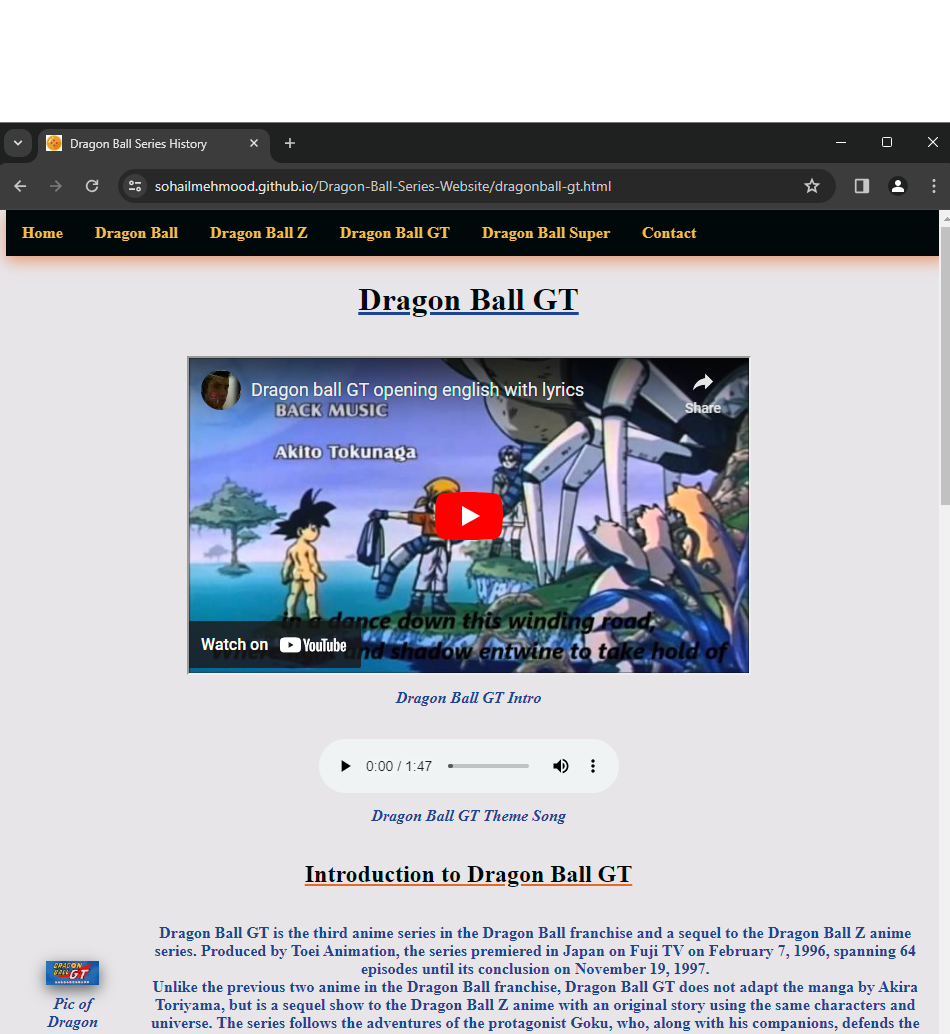 Dragon Ball Series History
sohailmehmood.github.io/Dragon-Ball-Series-Website/dragonball-gt.html
Home Dragon Ball Dragon Ball Z Dragon Ball GT Dragon Ball Super Contact
Dragon Ball GT
Dragon ball GT opening english with lyrics
Share
BACK MUSIC
Akito Tokunaga
in a dance down this winding road,
and shadow entwine to take hold of
Watch on YouTube
Dragon Ball GT Intro
0:00 / 1:47
Dragon Ball GT Theme Song
Introduction to Dragon Ball GT
DRAGON
BALL GT
Pic of
Dragon
Dragon Ball GT is the third anime series in the Dragon Ball franchise and a sequel to the Dragon Ball Z anime
series. Produced by Toei Animation, the series premiered in Japan on Fuji TV on February 7, 1996, spanning 64
episodes until its conclusion on November 19, 1997.
Unlike the previous two anime in the Dragon Ball franchise, Dragon Ball GT does not adapt the manga by Akira
Toriyama, but is a sequel show to the Dragon Ball Z anime with an original story using the same characters and
universe. The series follows the adventures of the protagonist Goku, who, along with his companions, defends the